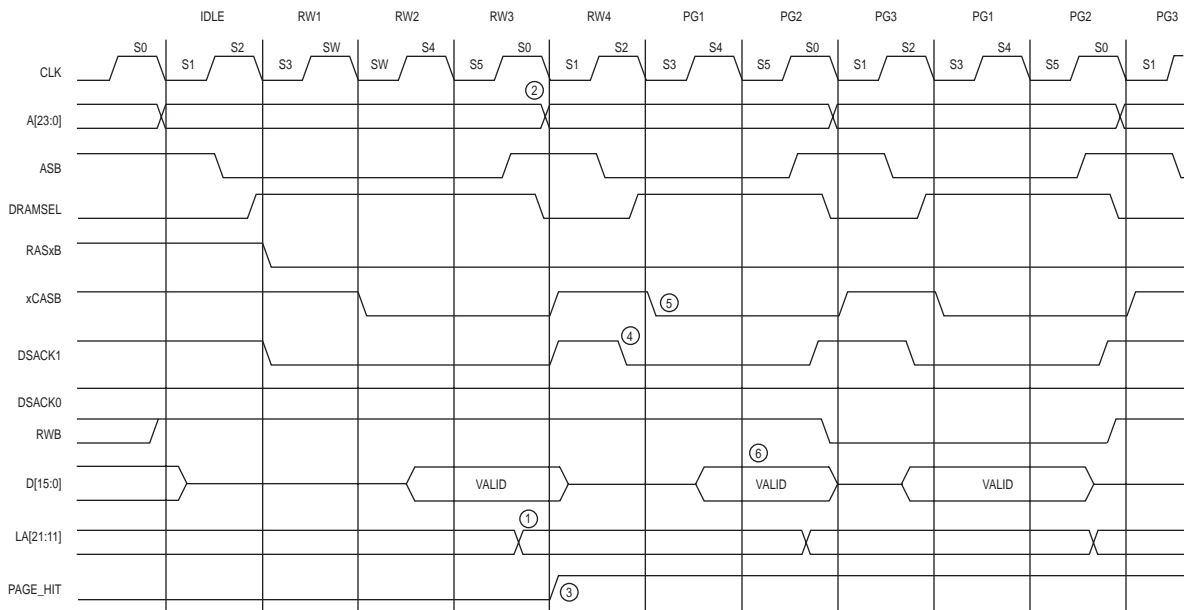 IDLE RW1 RW2 RW3 RW4 PG1 PG2 PG3 PG1 PG2 PG3
S0 S2 SW S4 S0 S2 S4 S0 S2 S4 S0
CLK S1 S3 SW S5 S1 S3 S5 S1 S3 S5 S1
2
A[23:0]
ASB
DRAMSEL
RASxB
xCASB 5
4
DSACK1
DSACK0
RWB
6
D[15:0] VALID VALID VALID
1
LA[21:11]
PAGE_HIT 3